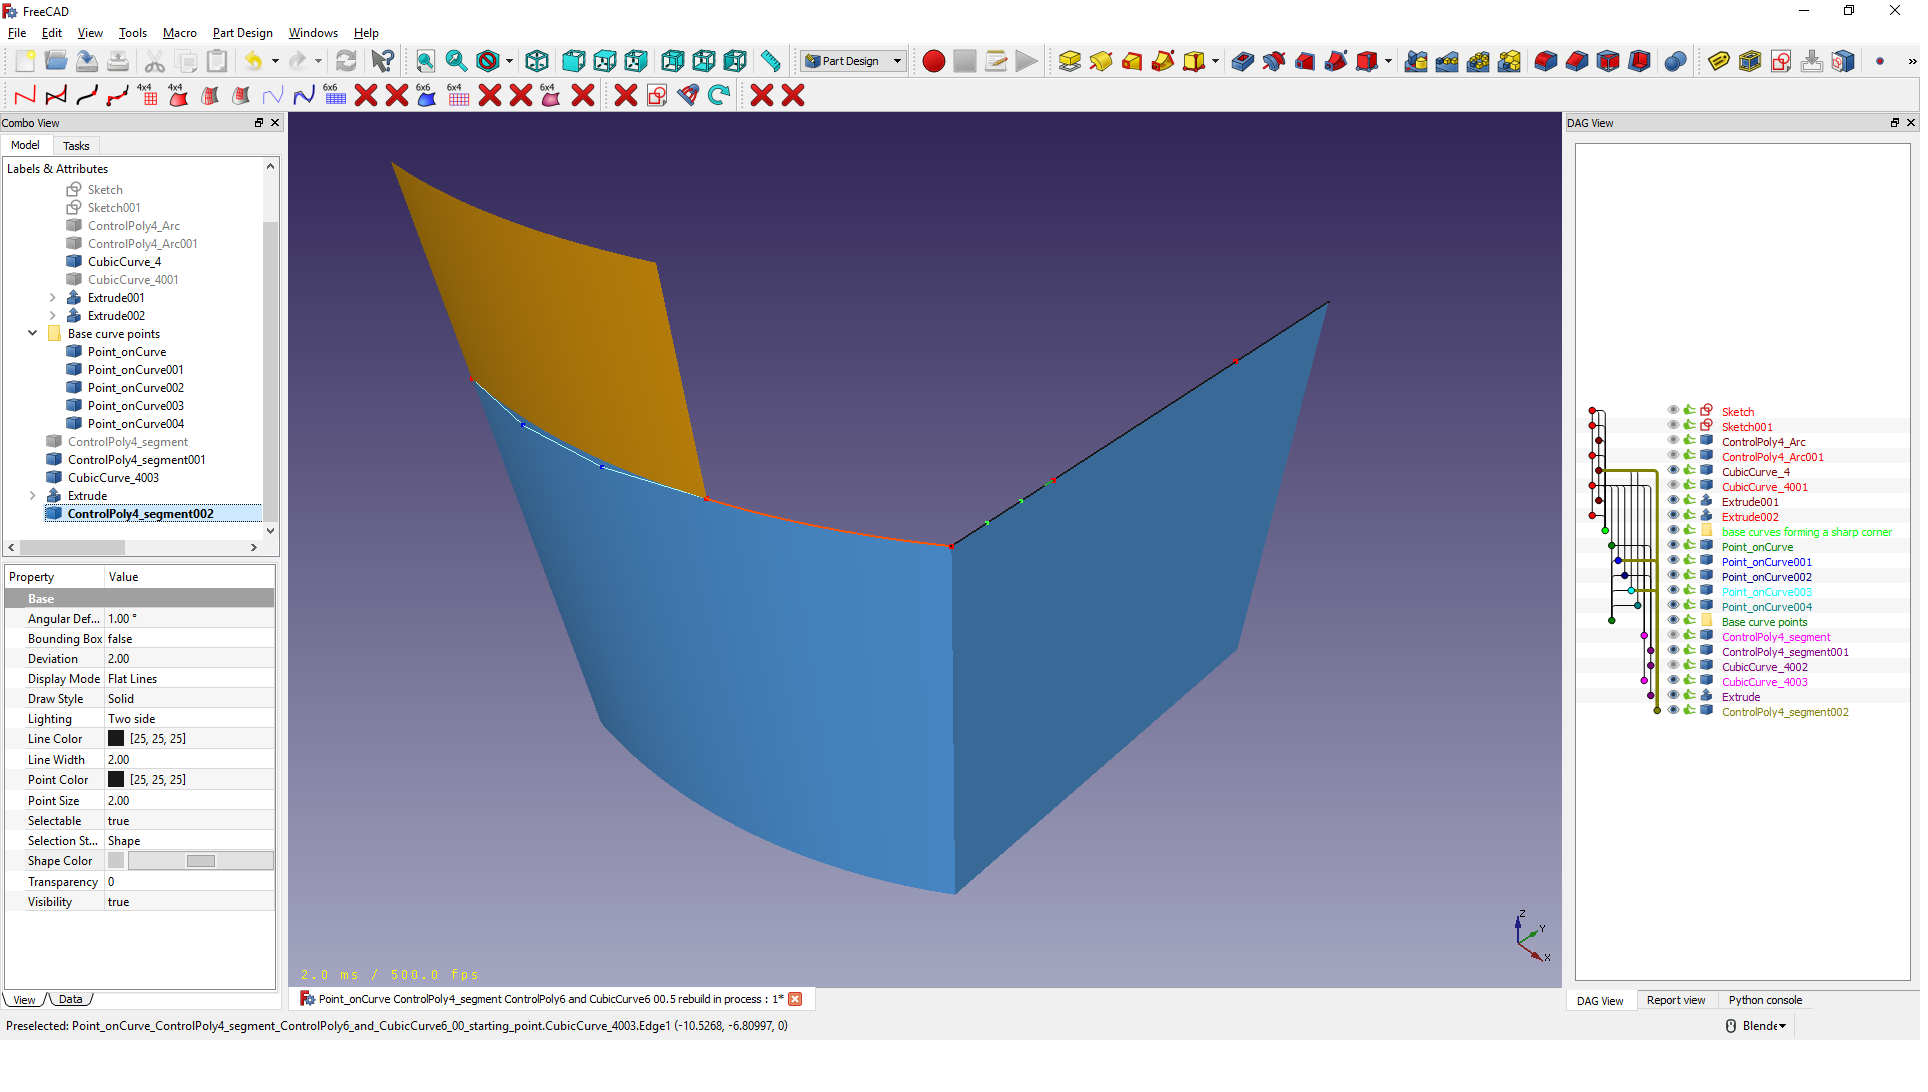 FreeCAD
File Edit View Tools Macro Part Design Windows Help
Part Design
4x4 4x4 6x6 6x6 6x4 6x4
Combo View
Model Tasks
Labels & Attributes
Sketch
Sketch001
ControlPoly4_Arc
ControlPoly4_Arc001
CubicCurve_4
CubicCurve_4001
Extrude001
Extrude002
Base curve points
Point_onCurve
Point_onCurve001
Point_onCurve002
Point_onCurve003
Point_onCurve004
ControlPoly4_segment
ControlPoly4_segment001
CubicCurve_4003
Extrude
ControlPoly4_segment002
Property Value
Base
Angular Def... 1.00 °
Bounding Box false
Deviation 2.00
Display Mode Flat Lines
Draw Style Solid
Lighting Two side
Line Color [25, 25, 25]
Line Width 2.00
Point Color [25, 25, 25]
Point Size 2.00
Selectable true
Selection St... Shape
Shape Color
Transparency 0
Visibility true
View Data
2.0 ms / 500.0 fps
Z
Y
X
Point_onCurve ControlPoly4_segment ControlPoly6 and CubicCurve6 00.5 rebuild in process : 1*
DAG View
Sketch
Sketch001
ControlPoly4_Arc
ControlPoly4_Arc001
CubicCurve_4
CubicCurve_4001
Extrude001
Extrude002
base curves forming a sharp corner
Point_onCurve
Point_onCurve001
Point_onCurve002
Point_onCurve003
Point_onCurve004
Base curve points
ControlPoly4_segment
ControlPoly4_segment001
CubicCurve_4002
CubicCurve_4003
Extrude
ControlPoly4_segment002
DAG View Report view Python console
Preselected: Point_onCurve_ControlPoly4_segment_ControlPoly6_and_CubicCurve6_00_starting_point.CubicCurve_4003.Edge1 (-10.5268, -6.80997, 0)
Blende